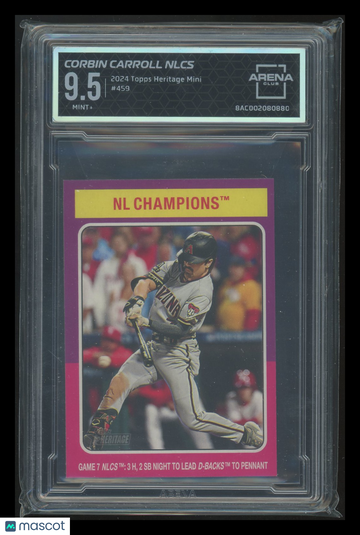 CORBIN CARROLL NLCS
9.5
MINT+
2024 Topps Heritage Mini
#459
ARENA
CLUB
NL CHAMPIONS™
HERITAGE
GAME 7 NLCS™: 3 H, 2 SB NIGHT TO LEAD D-BACKS™ TO PENNANT
mascot